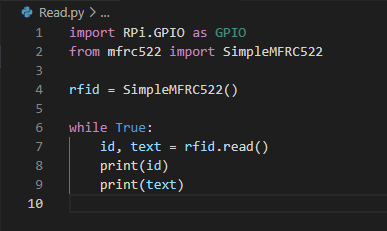 Read.py > ...
1 import RPi.GPIO as GPIO
2 from mfrc522 import SimpleMFRC522
3
4 rfid = SimpleMFRC522()
5
6 while True:
7     id, text = rfid.read()
8     print(id)
9     print(text)
10